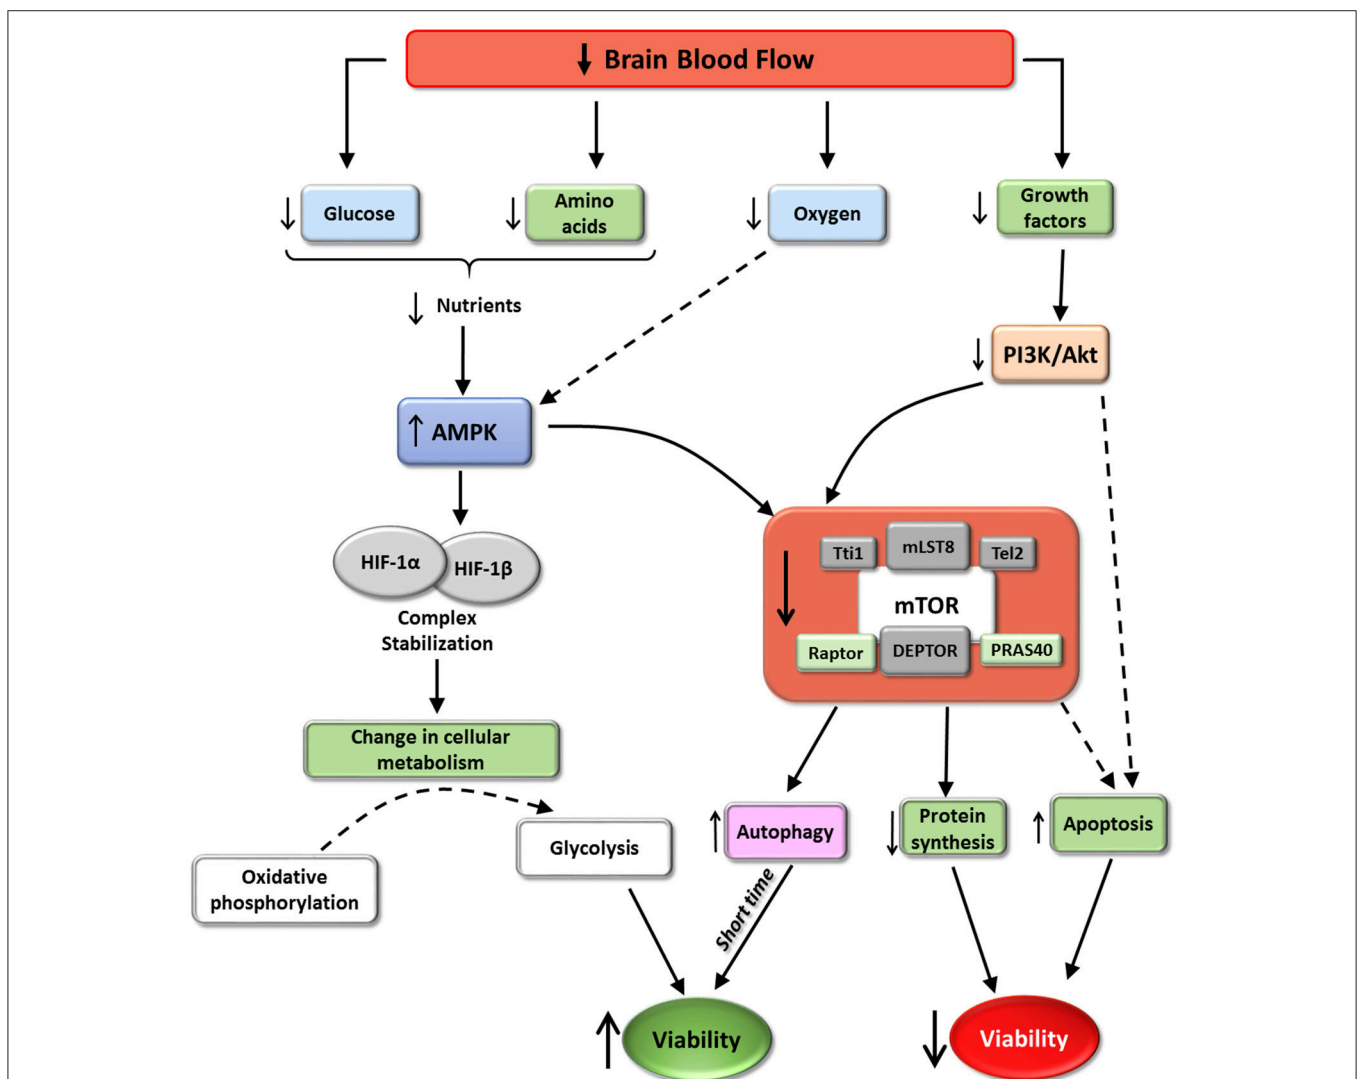 Brain Blood Flow
Glucose
Amino
acids
Oxygen
Growth
factors
Nutrients
PI3K/Akt
AMPK
HIF-1α
HIF-1β
Complex
Stabilization
Tti1
mLST8
Tel2
mTOR
Raptor
DEPTOR
PRAS40
Change in cellular
metabolism
Oxidative
phosphorylation
Glycolysis
Autophagy
Protein
synthesis
Apoptosis
Short time
Viability
Viability